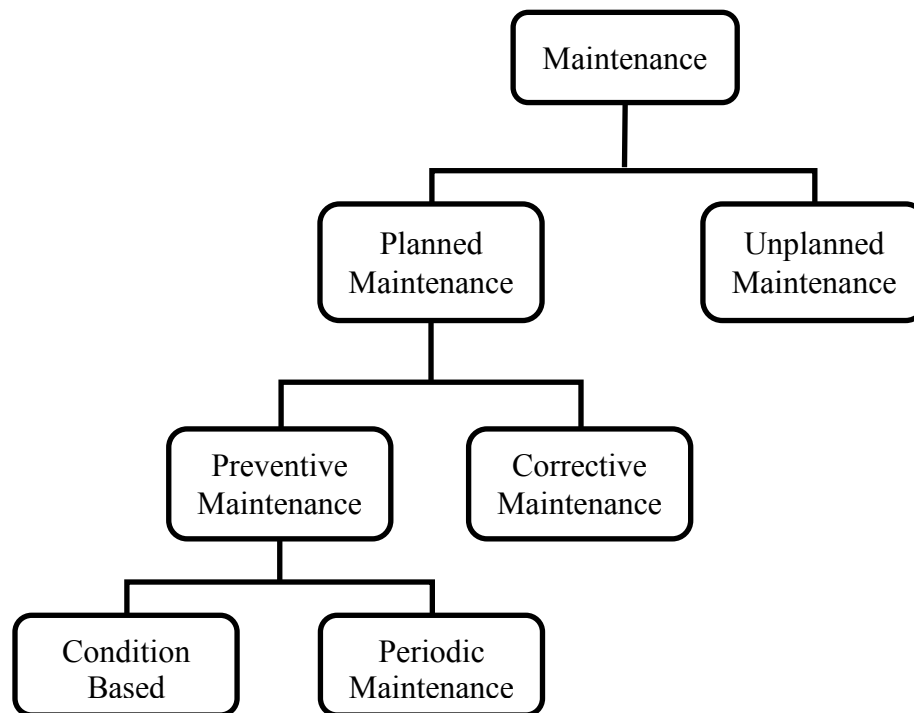 Maintenance
Planned
Maintenance
Unplanned
Maintenance
Preventive
Maintenance
Corrective
Maintenance
Condition
Based
Periodic
Maintenance